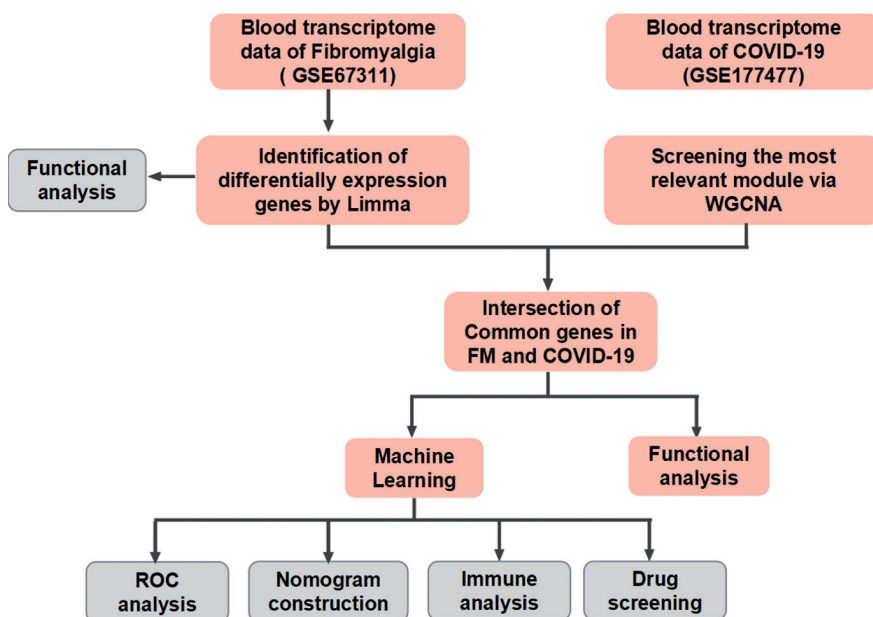 Blood transcriptome
data of Fibromyalgia
( GSE67311)
Blood transcriptome
data of COVID-19
(GSE177477)
Functional
analysis
Identification of
differentially expression
genes by Limma
Screening the most
relevant module via
WGCNA
Intersection of
Common genes in
FM and COVID-19
Machine
Learning
Functional
analysis
ROC
analysis
Nomogram
construction
Immune
analysis
Drug
screening